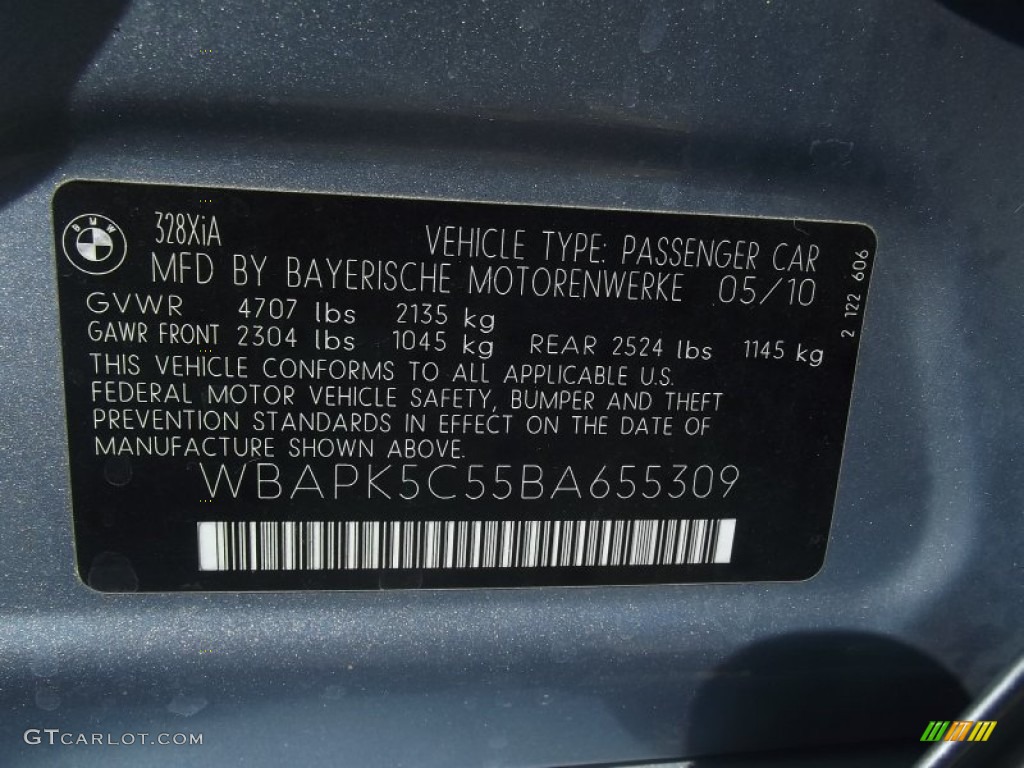 BMW
328XiA
VEHICLE TYPE: PASSENGER CAR
MFD BY BAYERISCHE MOTORENWERKE 05/10
GVWR 4707 lbs 2135 kg
GAWR FRONT 2304 lbs 1045 kg REAR 2524 lbs 1145 kg
THIS VEHICLE CONFORMS TO ALL APPLICABLE U.S.
FEDERAL MOTOR VEHICLE SAFETY, BUMPER AND THEFT
PREVENTION STANDARDS IN EFFECT ON THE DATE OF
MANUFACTURE SHOWN ABOVE.
WBAPK5C55BA655309
2 122 606
GTCARLOT.COM